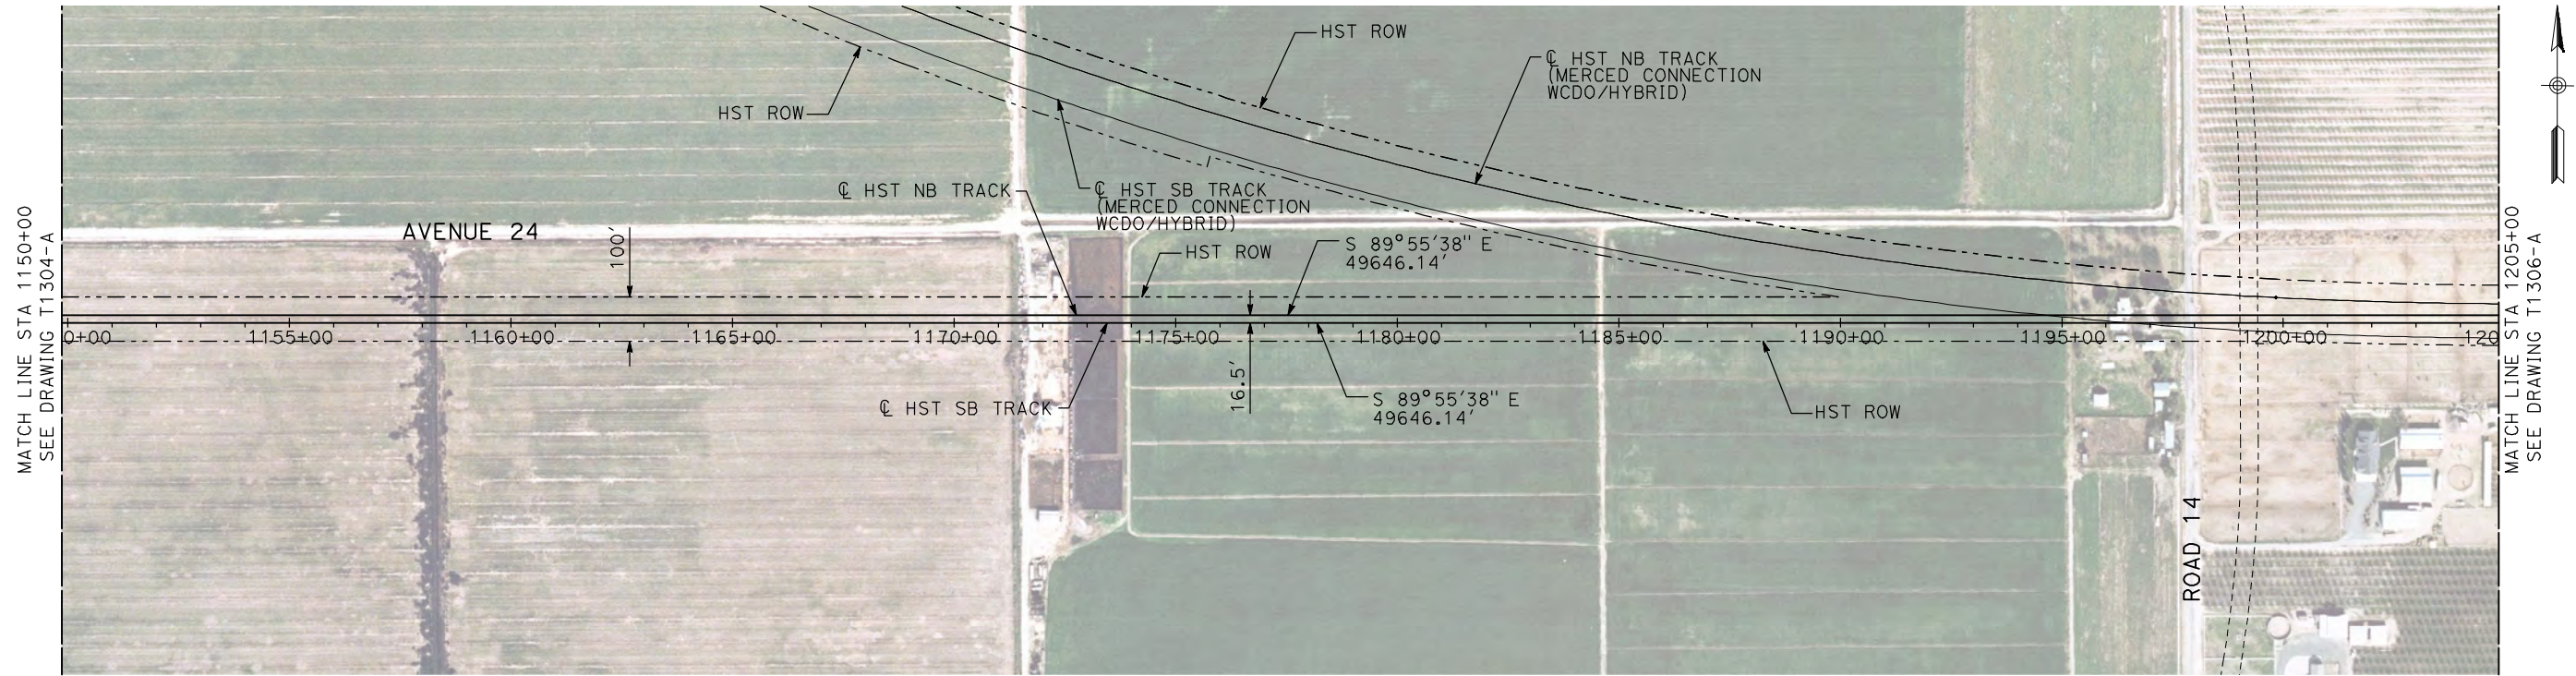 HST ROW
℄ HST NB TRACK
(MERCED CONNECTION
WCDO/HYBRID)
HST ROW
℄ HST NB TRACK
℄ HST SB TRACK
(MERCED CONNECTION
WCDO/HYBRID)
AVENUE 24
100'
HST ROW
S 89°55'38" E
49646.14'
MATCH LINE STA 1150+00
SEE DRAWING T1304-A
MATCH LINE STA 1205+00
SEE DRAWING T1306-A
0+00 1155+00 1160+00 1165+00 1170+00 1175+00 1180+00 1185+00 1190+00 1195+00 1200+00 120
16.5'
℄ HST SB TRACK
S 89°55'38" E
49646.14'
HST ROW
ROAD 14